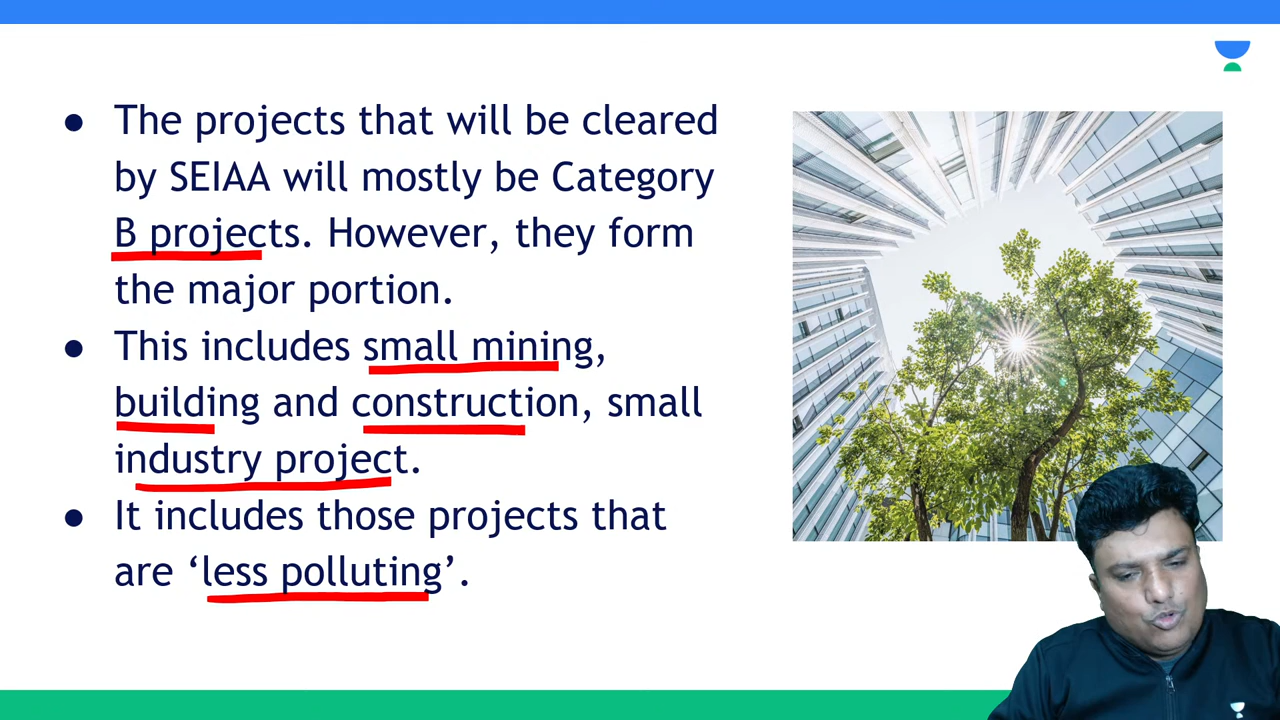 The projects that will be cleared
by SEIAA will mostly be Category
B projects. However, they form
the major portion.
This includes small mining,
building and construction, small
industry project.
It includes those projects that
are ‘less polluting’.